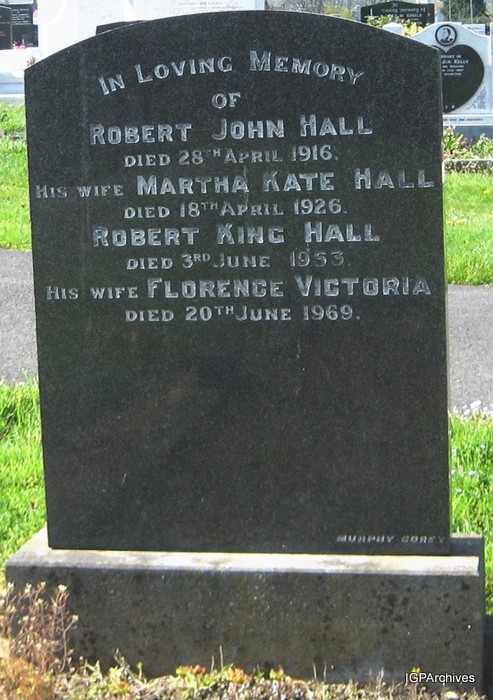 IN LOVING MEMORY
OF
ROBERT JOHN HALL
DIED 28TH APRIL 1916.
HIS WIFE MARTHA KATE HALL
DIED 18TH APRIL 1926.
ROBERT KING HALL
DIED 3RD JUNE 1953.
HIS WIFE FLORENCE VICTORIA
DIED 20TH JUNE 1969.
MURPHY GOREY
IGPArchives